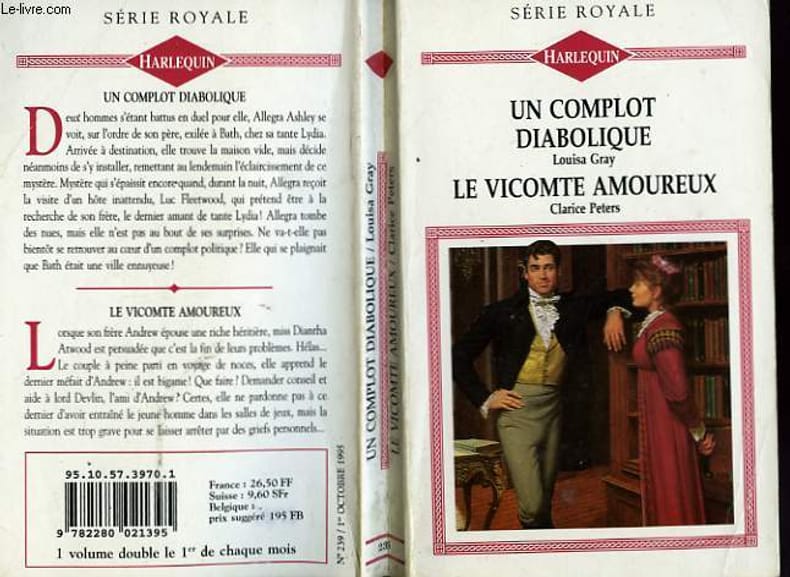 Le-livre.com
SÉRIE ROYALE
HARLEQUIN
UN COMPLOT DIABOLIQUE
Deux hommes s'étant battus en duel pour elle, Allegra Ashley se
voit, sur l'ordre de son père, exilée à Bath, chez sa tante Lydia.
Arrivée à destination, elle trouve la maison vide, mais décide
néanmoins de s'y installer, remettant au lendemain l'éclaircissement de ce
mystère. Mystère qui s'épaissit encore quand, durant la nuit, Allegra reçoit
la visite d'un hôte inattendu, Luc Fleetwood, qui prétend être à la
recherche de son frère, le dernier amant de tante Lydia! Allegra tombe
des nues, mais elle n'est pas au bout de ses surprises. Ne va-t-elle pas
bientôt se retrouver au cœur d'un complot politique? Elle qui se plaignait
que Bath était une ville ennuyeuse!
LE VICOMTE AMOUREUX
Lorsque son frère Andrew épouse une riche héritière, miss Diantha
Atwood est persuadée que c'est la fin de leurs problèmes. Hélas...
Le couple à peine parti en voyage de noces, elle apprend le
dernier méfait d'Andrew : il est bigame! Que faire? Demander conseil et
aide à lord Devlin, l'ami d'Andrew? Certes, elle ne pardonne pas à ce
dernier d'avoir entraîné le jeune homme dans les salles de jeux, mais la
situation est trop grave pour se laisser arrêter par des griefs personnels...
95.10.57.3970.1
9 782280 021395
France : 26,50 FF
Suisse : 9,60 SFr
Belgique :
prix suggéré 195 FB
1 volume double le 1er de chaque mois
N° 239 / 1er OCTOBRE 1995
UN COMPLOT DIABOLIQUE / Louisa Gray
LE VICOMTE AMOUREUX / Clarice Peters
SÉRIE ROYALE
HARLEQUIN
UN COMPLOT
DIABOLIQUE
Louisa Gray
LE VICOMTE AMOUREUX
Clarice Peters